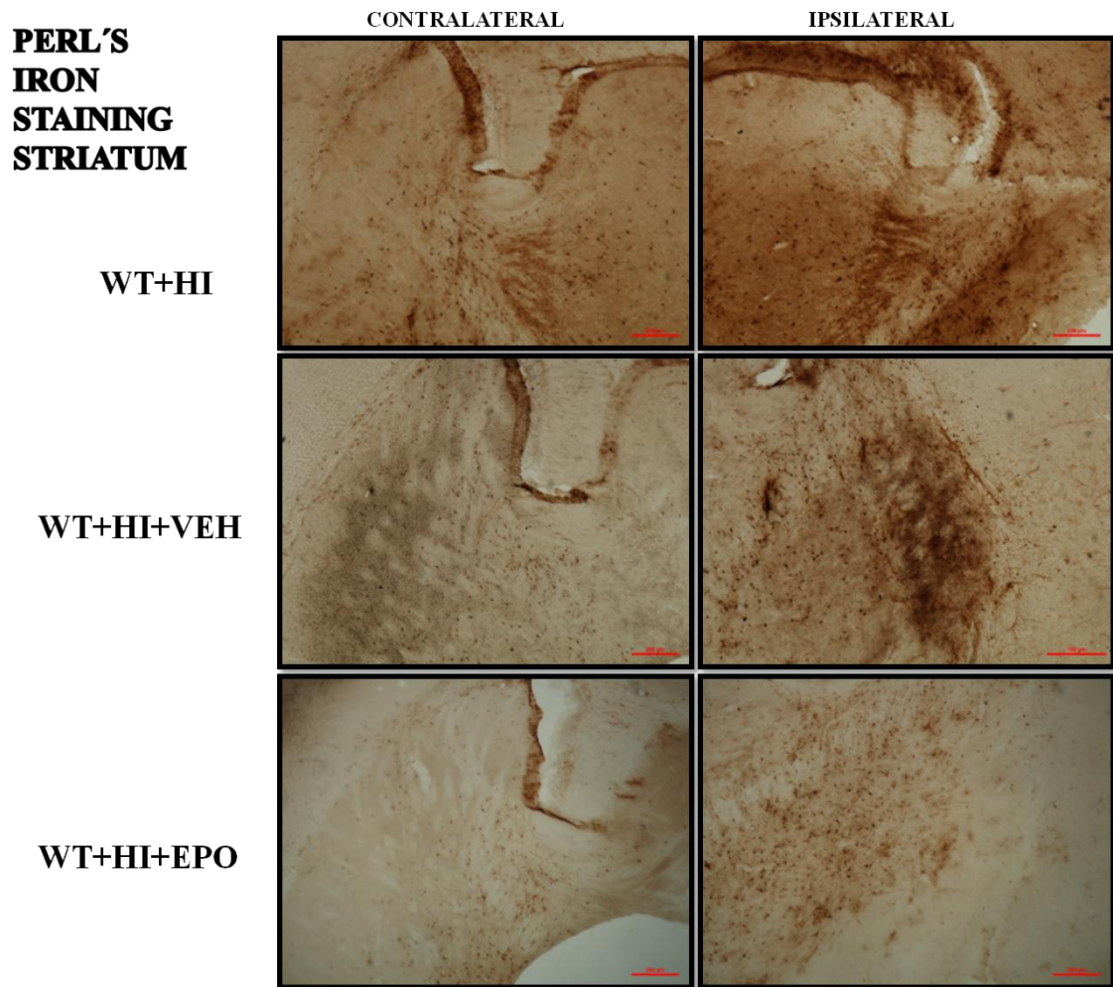 CONTRALATERAL
IPSILATERAL
PERL´S
IRON
STAINING
STRIATUM
WT+HI
WT+HI+VEH
WT+HI+EPO